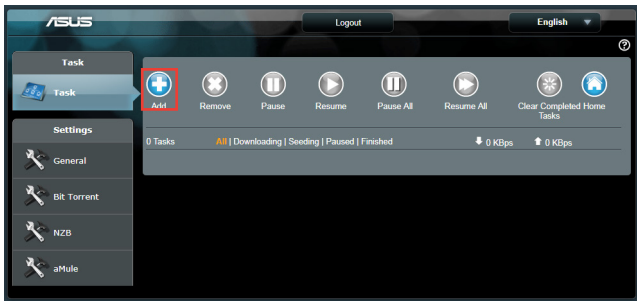 ASUS
Logout
English
Task
Task
Settings
General
Bit Torrent
NZB
aMule
Add
Remove
Pause
Resume
Pause All
Resume All
Clear Completed
Tasks
Home
0 Tasks
All | Downloading | Seeding | Paused | Finished
0 KBps
0 KBps